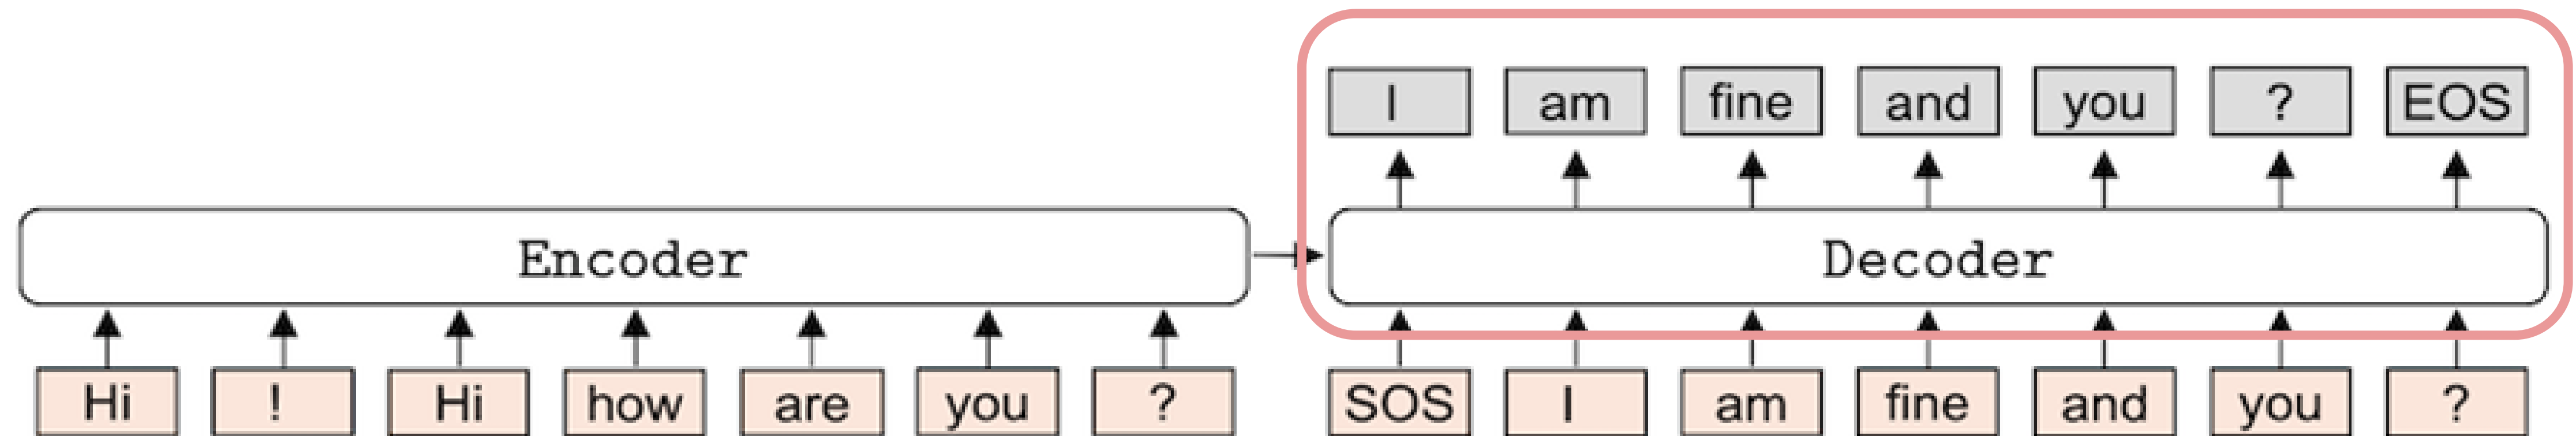 I am fine and you ? EOS
Encoder Decoder
Hi ! Hi how are you ? SOS I am fine and you ?